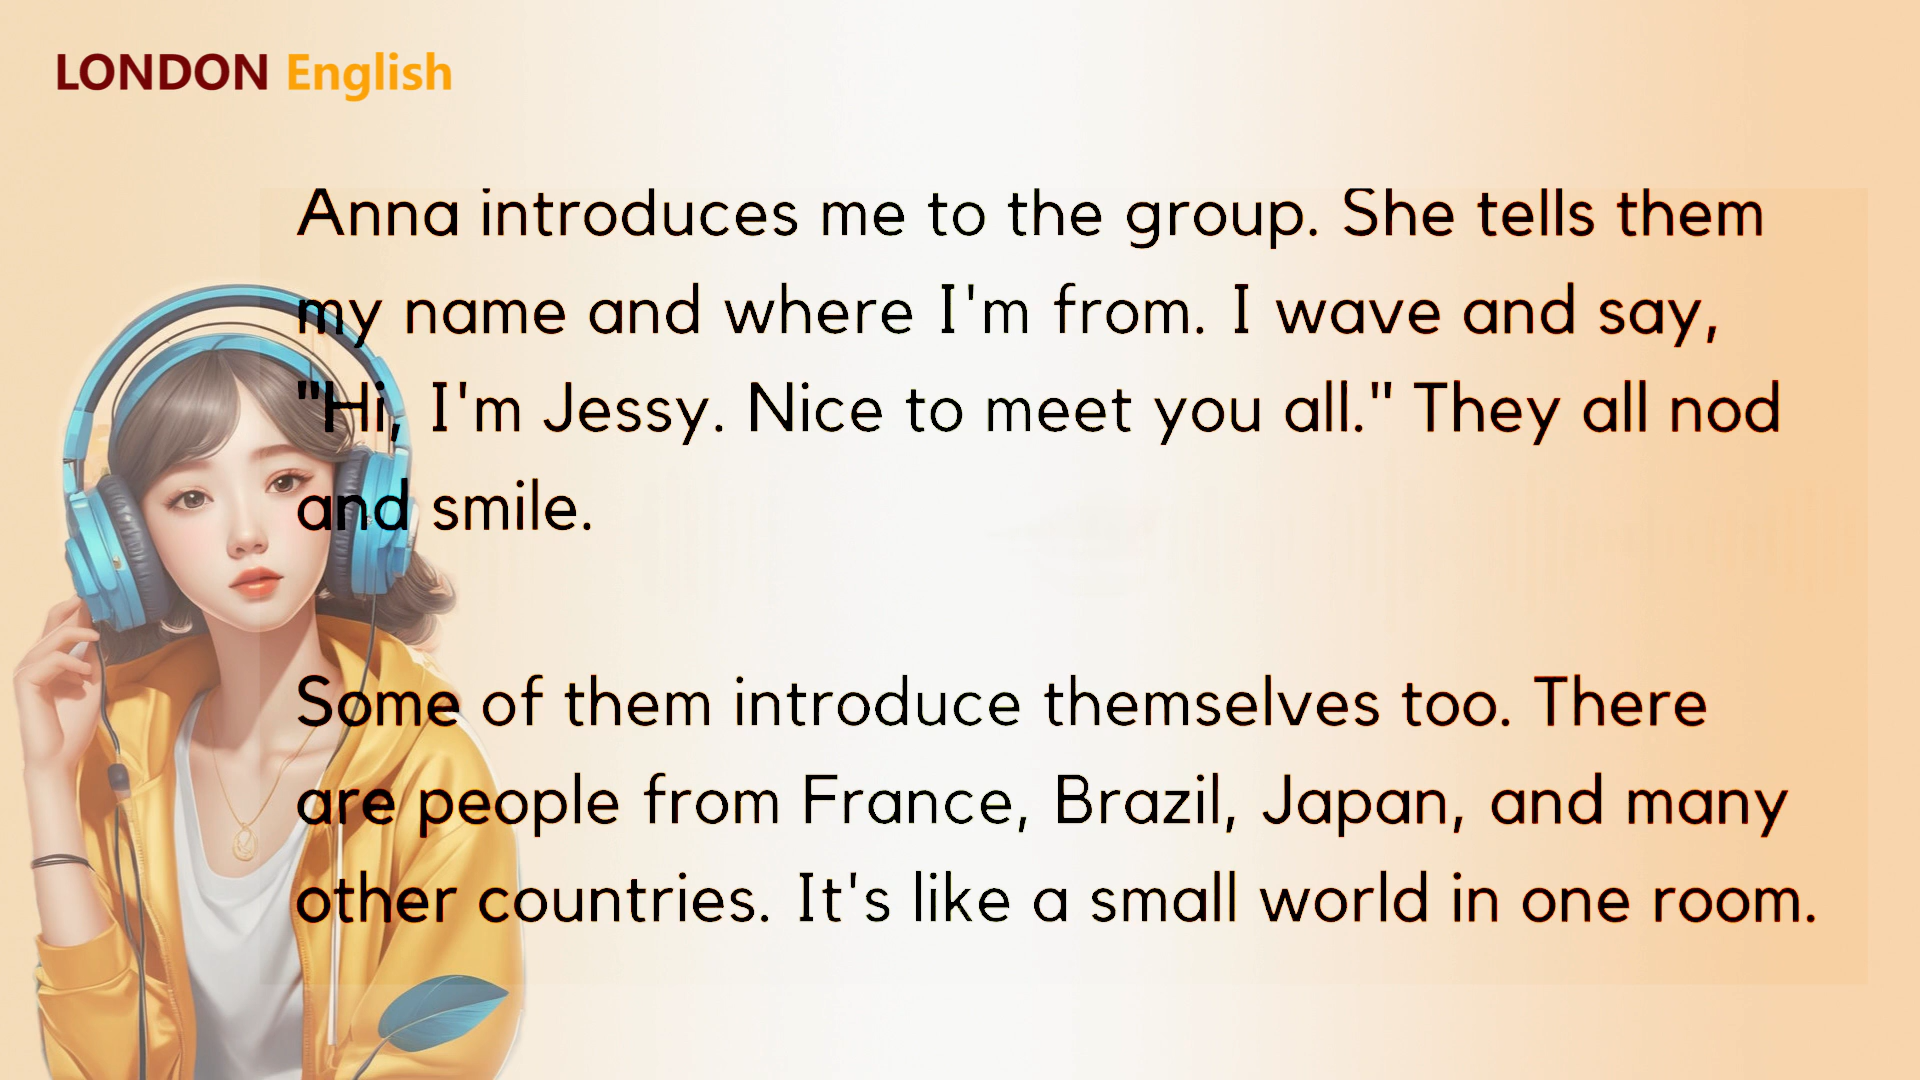 LONDON English
Anna introduces me to the group. She tells them
my name and where I'm from. I wave and say,
"Hi, I'm Jessy. Nice to meet you all." They all nod
and smile.
Some of them introduce themselves too. There
are people from France, Brazil, Japan, and many
other countries. It's like a small world in one room.